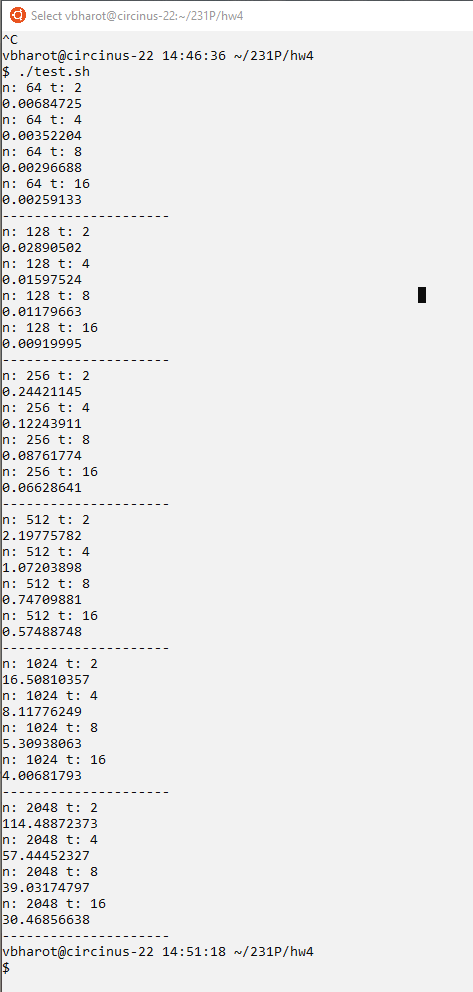 Select vbharot@circinus-22:~/231P/hw4
^C
vbharot@circinus-22 14:46:36 ~/231P/hw4
$ ./test.sh
n: 64 t: 2
0.00684725
n: 64 t: 4
0.00352204
n: 64 t: 8
0.00296688
n: 64 t: 16
0.00259133
---------------------
n: 128 t: 2
0.02890502
n: 128 t: 4
0.01597524
n: 128 t: 8
0.01179663
n: 128 t: 16
0.00919995
---------------------
n: 256 t: 2
0.24421145
n: 256 t: 4
0.12243911
n: 256 t: 8
0.08761774
n: 256 t: 16
0.06628641
---------------------
n: 512 t: 2
2.19775782
n: 512 t: 4
1.07203898
n: 512 t: 8
0.74709881
n: 512 t: 16
0.57488748
---------------------
n: 1024 t: 2
16.50810357
n: 1024 t: 4
8.11776249
n: 1024 t: 8
5.30938063
n: 1024 t: 16
4.00681793
---------------------
n: 2048 t: 2
114.48872373
n: 2048 t: 4
57.44452327
n: 2048 t: 8
39.03174797
n: 2048 t: 16
30.46856638
---------------------
vbharot@circinus-22 14:51:18 ~/231P/hw4
$